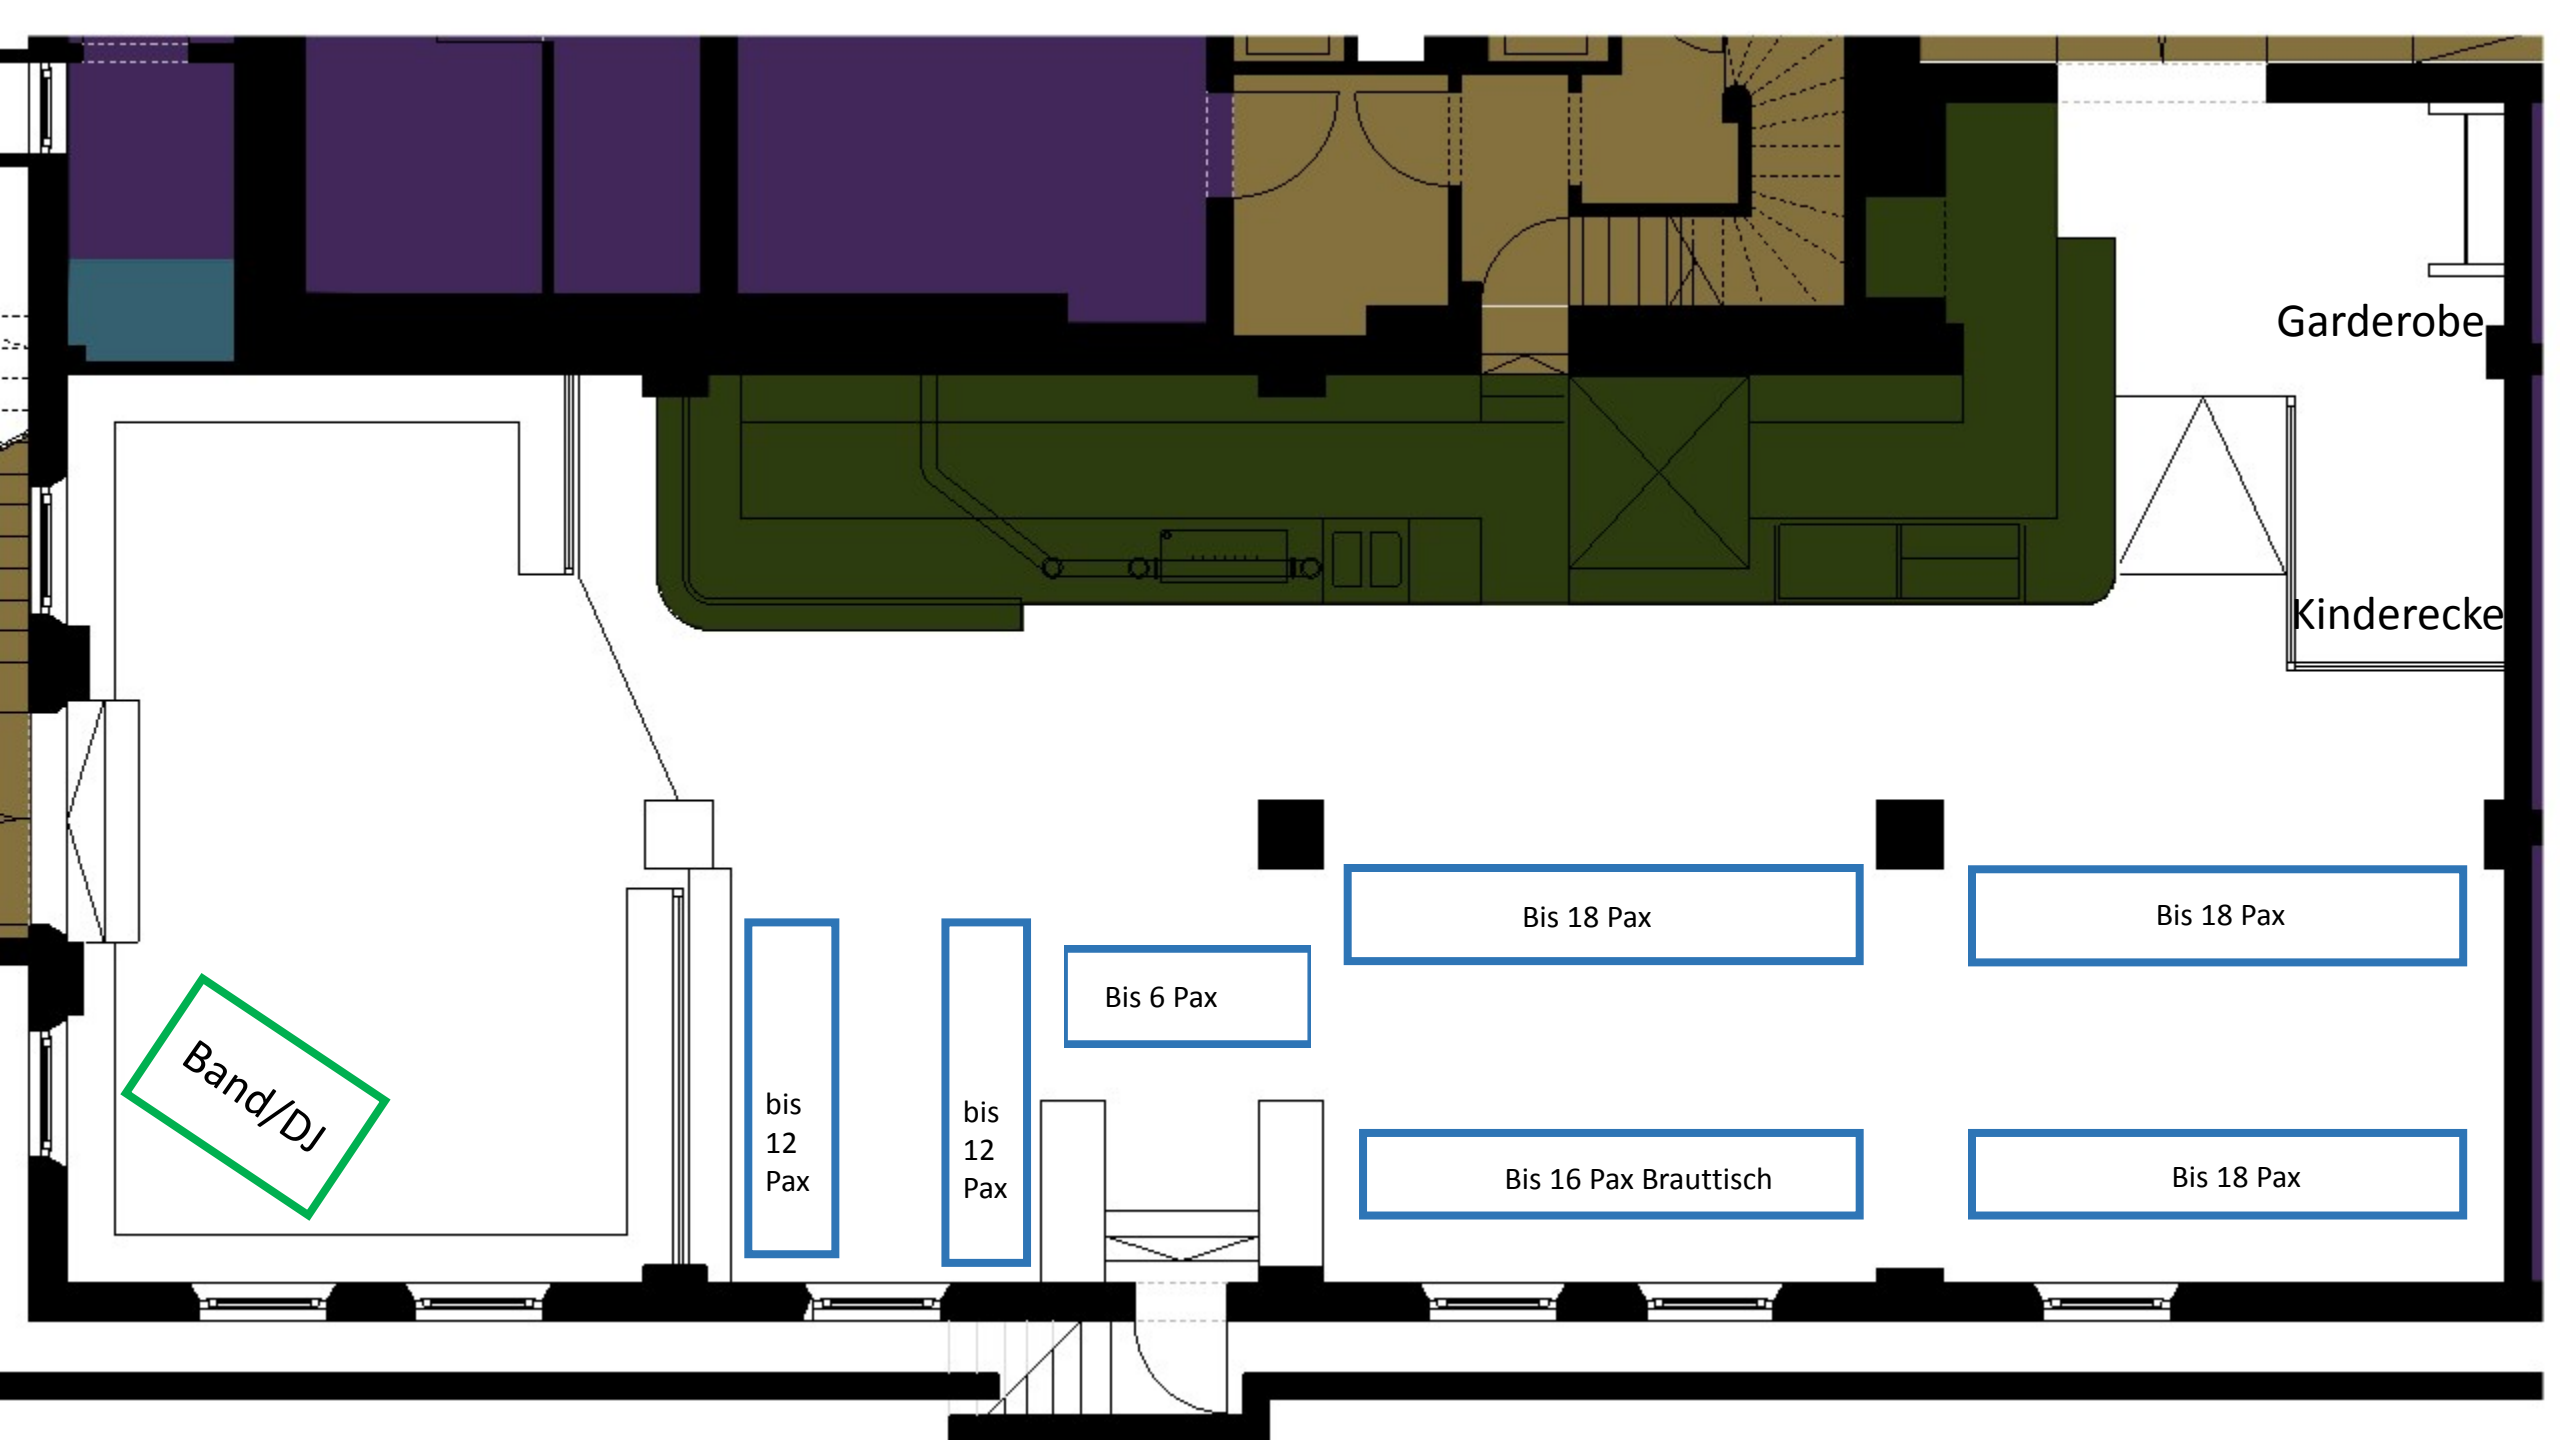 Garderobe
Kinderecke
Bis 18 Pax
Bis 18 Pax
Bis 6 Pax
Band/DJ
bis
12
Pax
bis
12
Pax
Bis 16 Pax Brauttisch
Bis 18 Pax